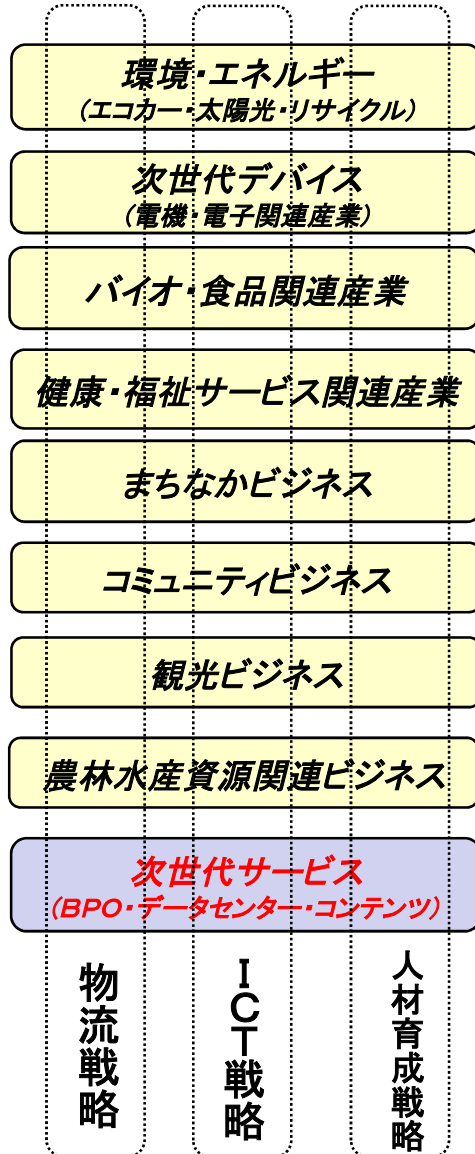 環境・エネルギー
（エコカー・太陽光・リサイクル）
次世代デバイス
（電機・電子関連産業）
バイオ・食品関連産業
健康・福祉サービス関連産業
まちなかビジネス
コミュニティビジネス
観光ビジネス
農林水産資源関連ビジネス
次世代サービス
（BPO・データセンター・コンテンツ）
物流戦略
ICT戦略
人材育成戦略